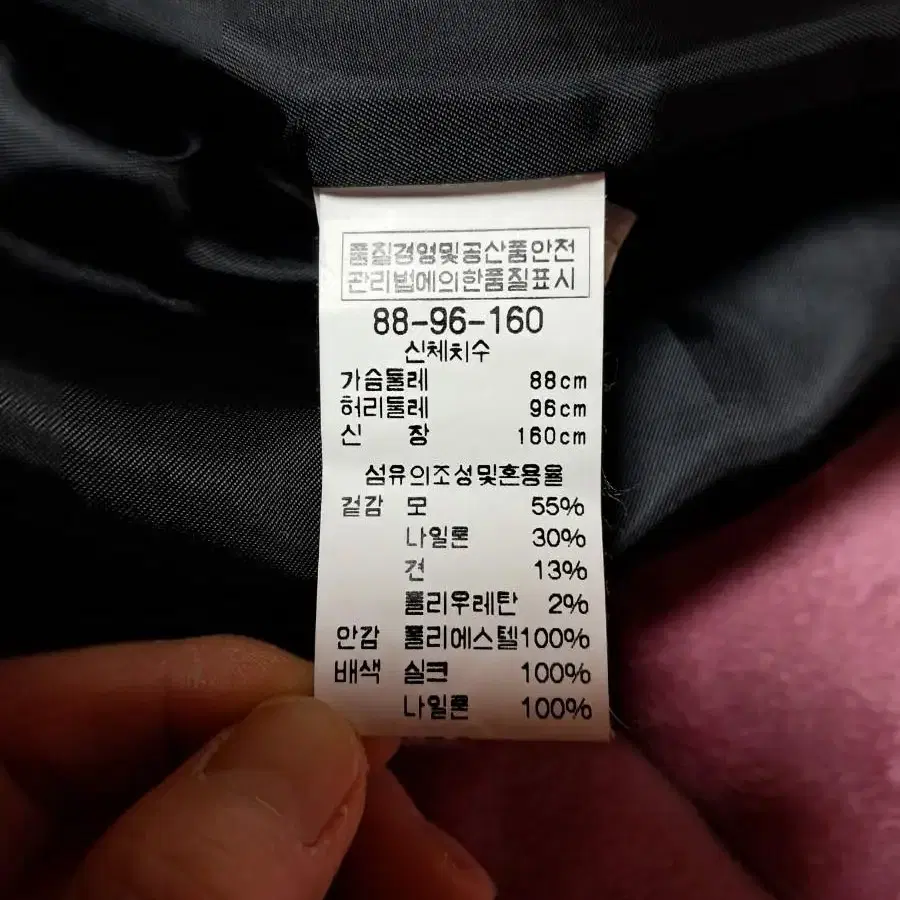 품질경영및공산품안전
관리법에의한품질표시
88-96-160
신체치수
가슴둘레 88cm
허리둘레 96cm
신 장 160cm
섬유의조성및혼용율
겉감 모 55%
나일론 30%
견 13%
폴리우레탄 2%
안감 폴리에스텔100%
배색 실크 100%
나일론 100%